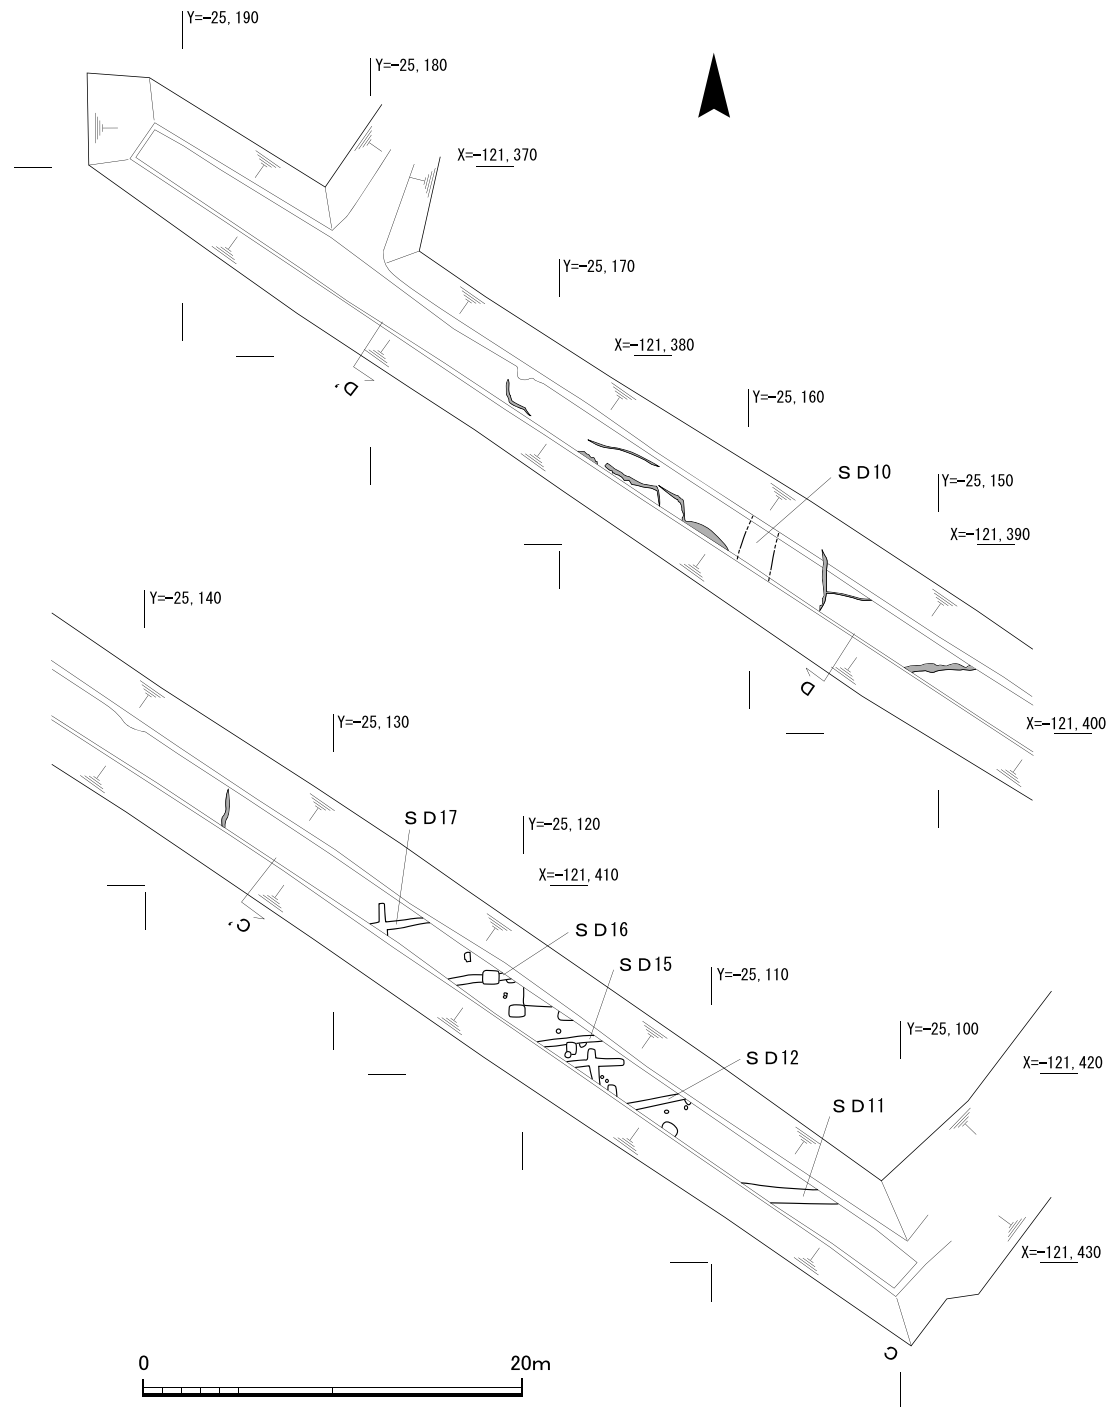 Y=-25,190
Y=-25,180
X=-121,370
Y=-25,170
X=-121,380
D'
Y=-25,160
SD10
Y=-25,150
X=-121,390
D
X=-121,400
Y=-25,140
Y=-25,130
SD17
Y=-25,120
X=-121,410
C'
SD16
SD15
Y=-25,110
SD12
Y=-25,100
X=-121,420
SD11
X=-121,430
C
0 20m